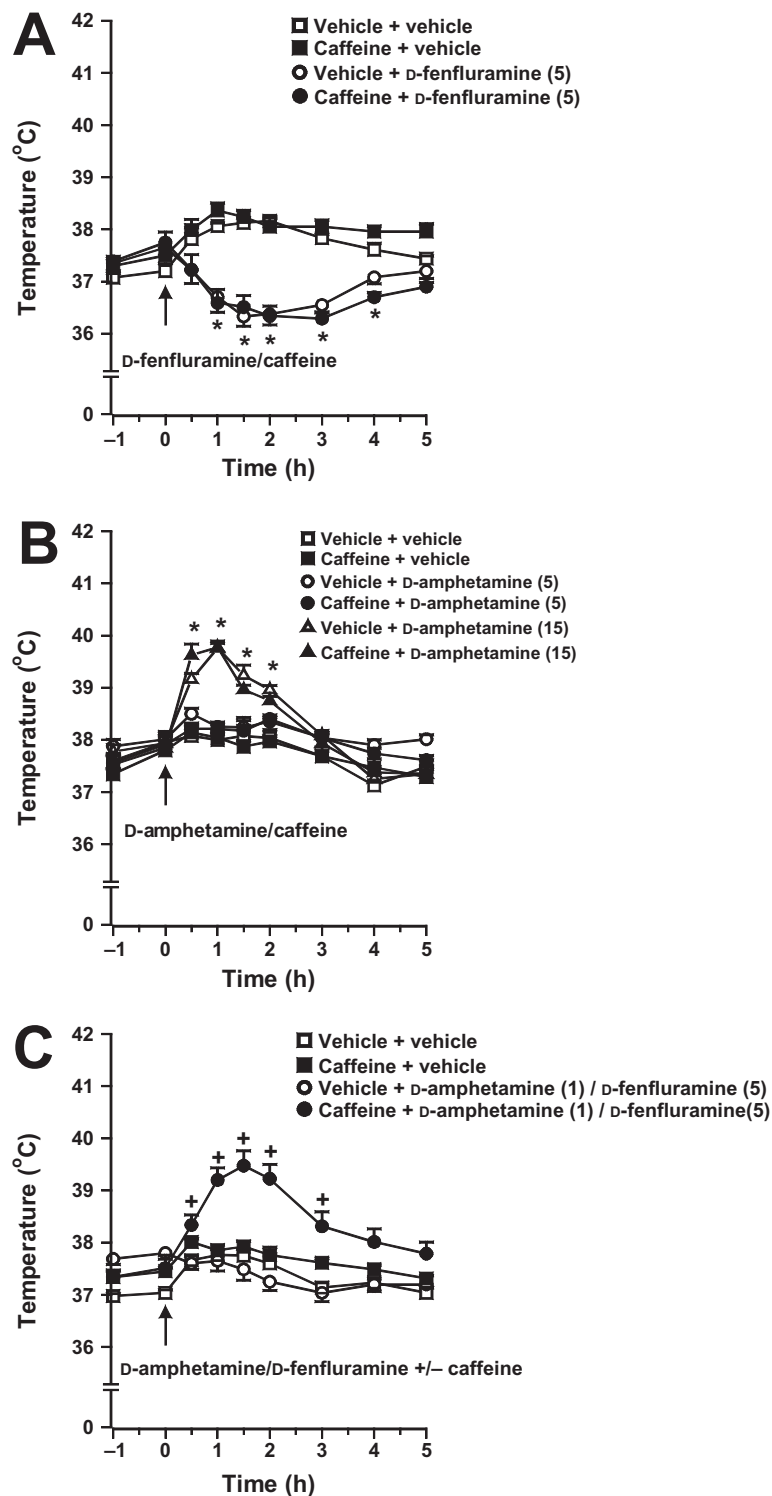 A
Vehicle + vehicle
Caffeine + vehicle
Vehicle + D-fenfluramine (5)
Caffeine + D-fenfluramine (5)
Temperature (°C)
42
41
40
39
38
37
36
0
* * * * *
D-fenfluramine/caffeine
–1 0 1 2 3 4 5
Time (h)
B
Vehicle + vehicle
Caffeine + vehicle
Vehicle + D-amphetamine (5)
Caffeine + D-amphetamine (5)
Vehicle + D-amphetamine (15)
Caffeine + D-amphetamine (15)
Temperature (°C)
42
41
40
39
38
37
36
0
* * * *
D-amphetamine/caffeine
–1 0 1 2 3 4 5
Time (h)
C
Vehicle + vehicle
Caffeine + vehicle
Vehicle + D-amphetamine (1) / D-fenfluramine (5)
Caffeine + D-amphetamine (1) / D-fenfluramine(5)
Temperature (°C)
42
41
40
39
38
37
36
0
+ + + + +
D-amphetamine/D-fenfluramine +/– caffeine
–1 0 1 2 3 4 5
Time (h)